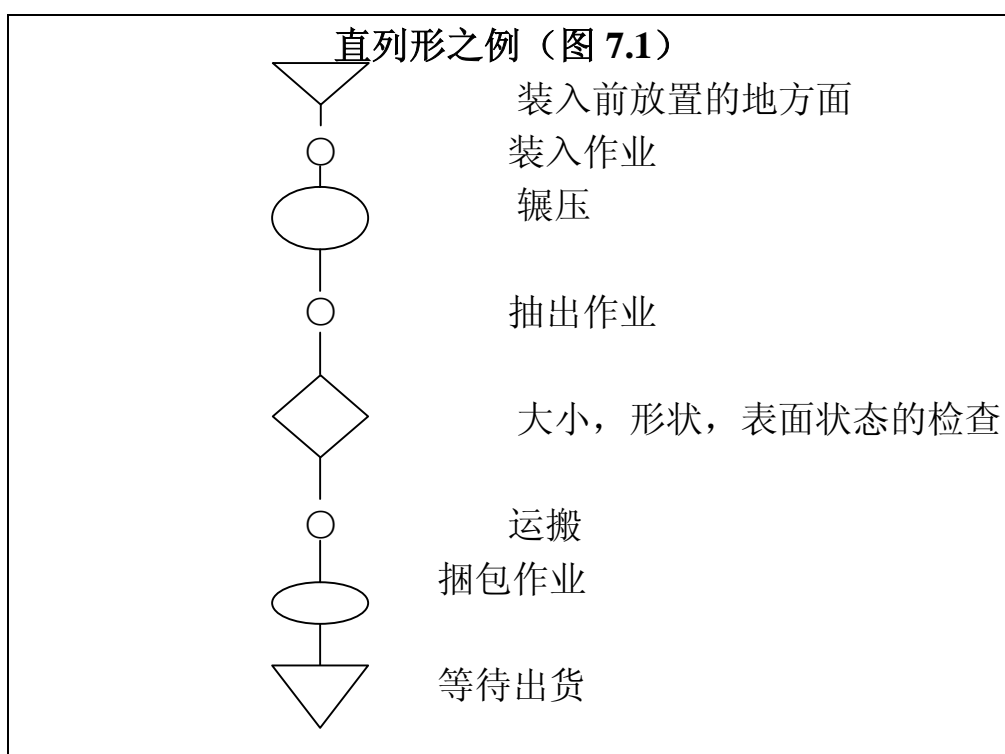 直列形之例（图 7.1）
装入前放置的地方面
装入作业
辗压
抽出作业
大小，形状，表面状态的检查
运搬
捆包作业
等待出货